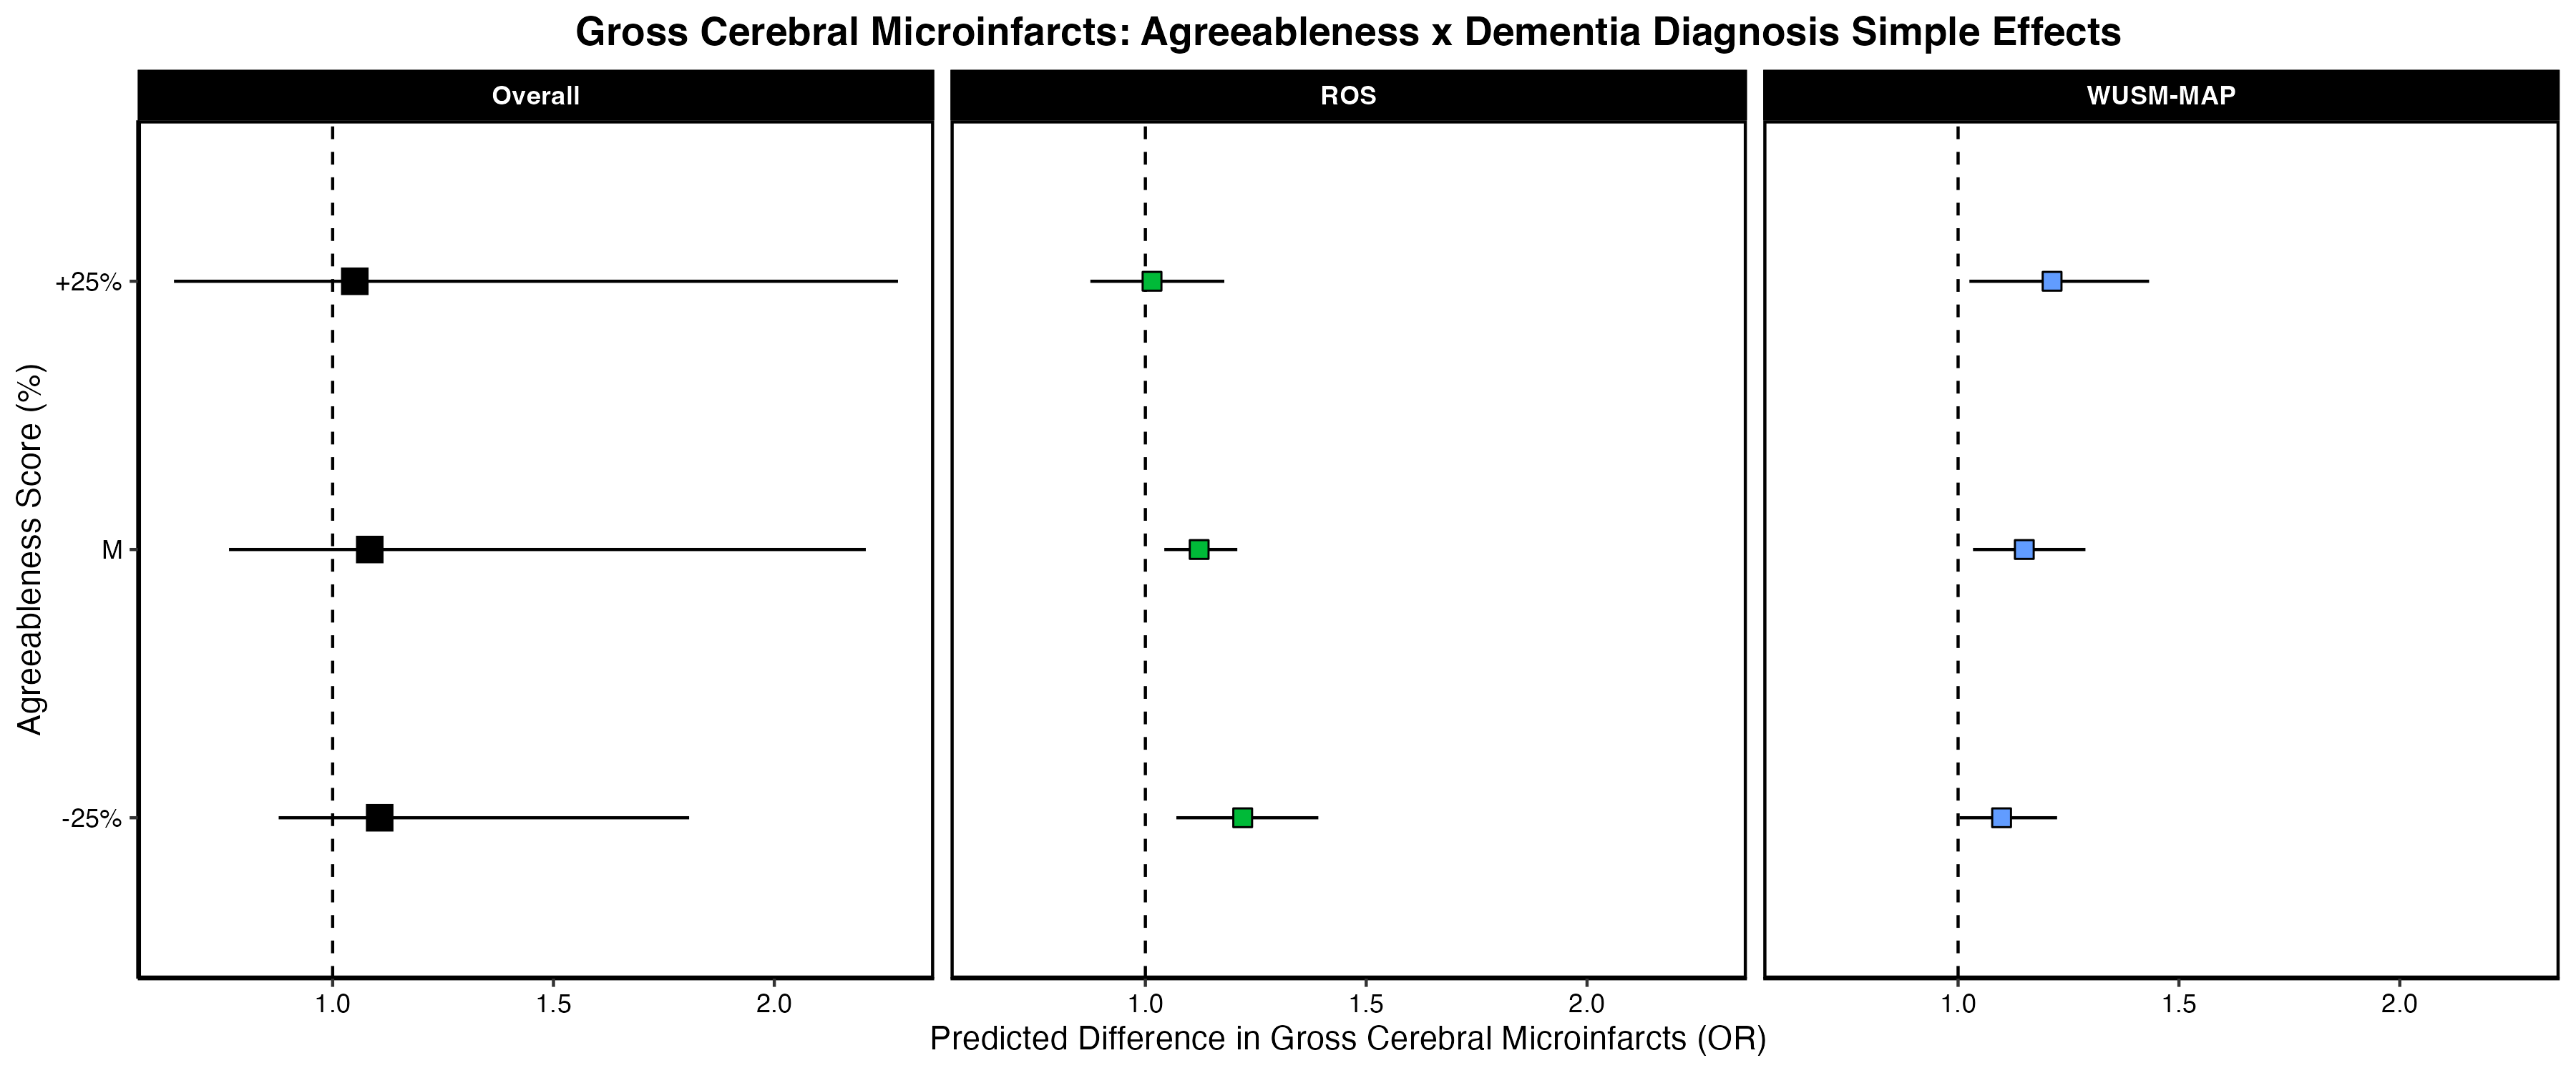 Gross Cerebral Microinfarcts: Agreeableness x Dementia Diagnosis Simple Effects
Overall
ROS
WUSM-MAP
Agreeableness Score (%)
+25%
M
-25%
1.0 1.5 2.0
1.0 1.5 2.0
1.0 1.5 2.0
Predicted Difference in Gross Cerebral Microinfarcts (OR)